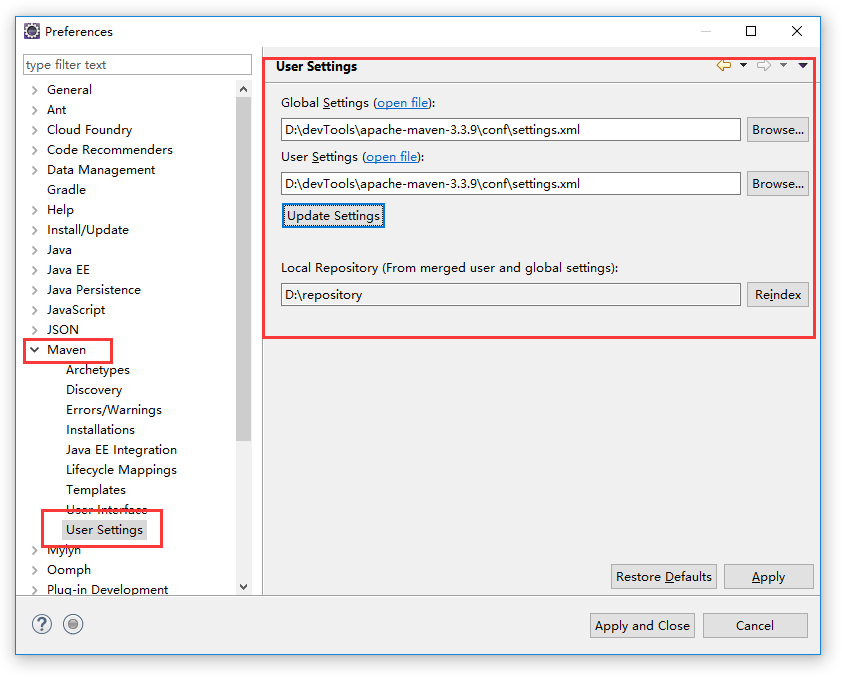 Preferences
type filter text
General
Ant
Cloud Foundry
Code Recommenders
Data Management
Gradle
Help
Install/Update
Java
Java EE
Java Persistence
JavaScript
JSON
Maven
Archetypes
Discovery
Errors/Warnings
Installations
Java EE Integration
Lifecycle Mappings
Templates
User Interface
User Settings
Mylyn
Oomph
Plug-in Development
User Settings
Global Settings (open file):
D:\devTools\apache-maven-3.3.9\conf\settings.xml Browse...
User Settings (open file):
D:\devTools\apache-maven-3.3.9\conf\settings.xml Browse...
Update Settings
Local Repository (From merged user and global settings):
D:\repository Reindex
Restore Defaults Apply
? Apply and Close Cancel